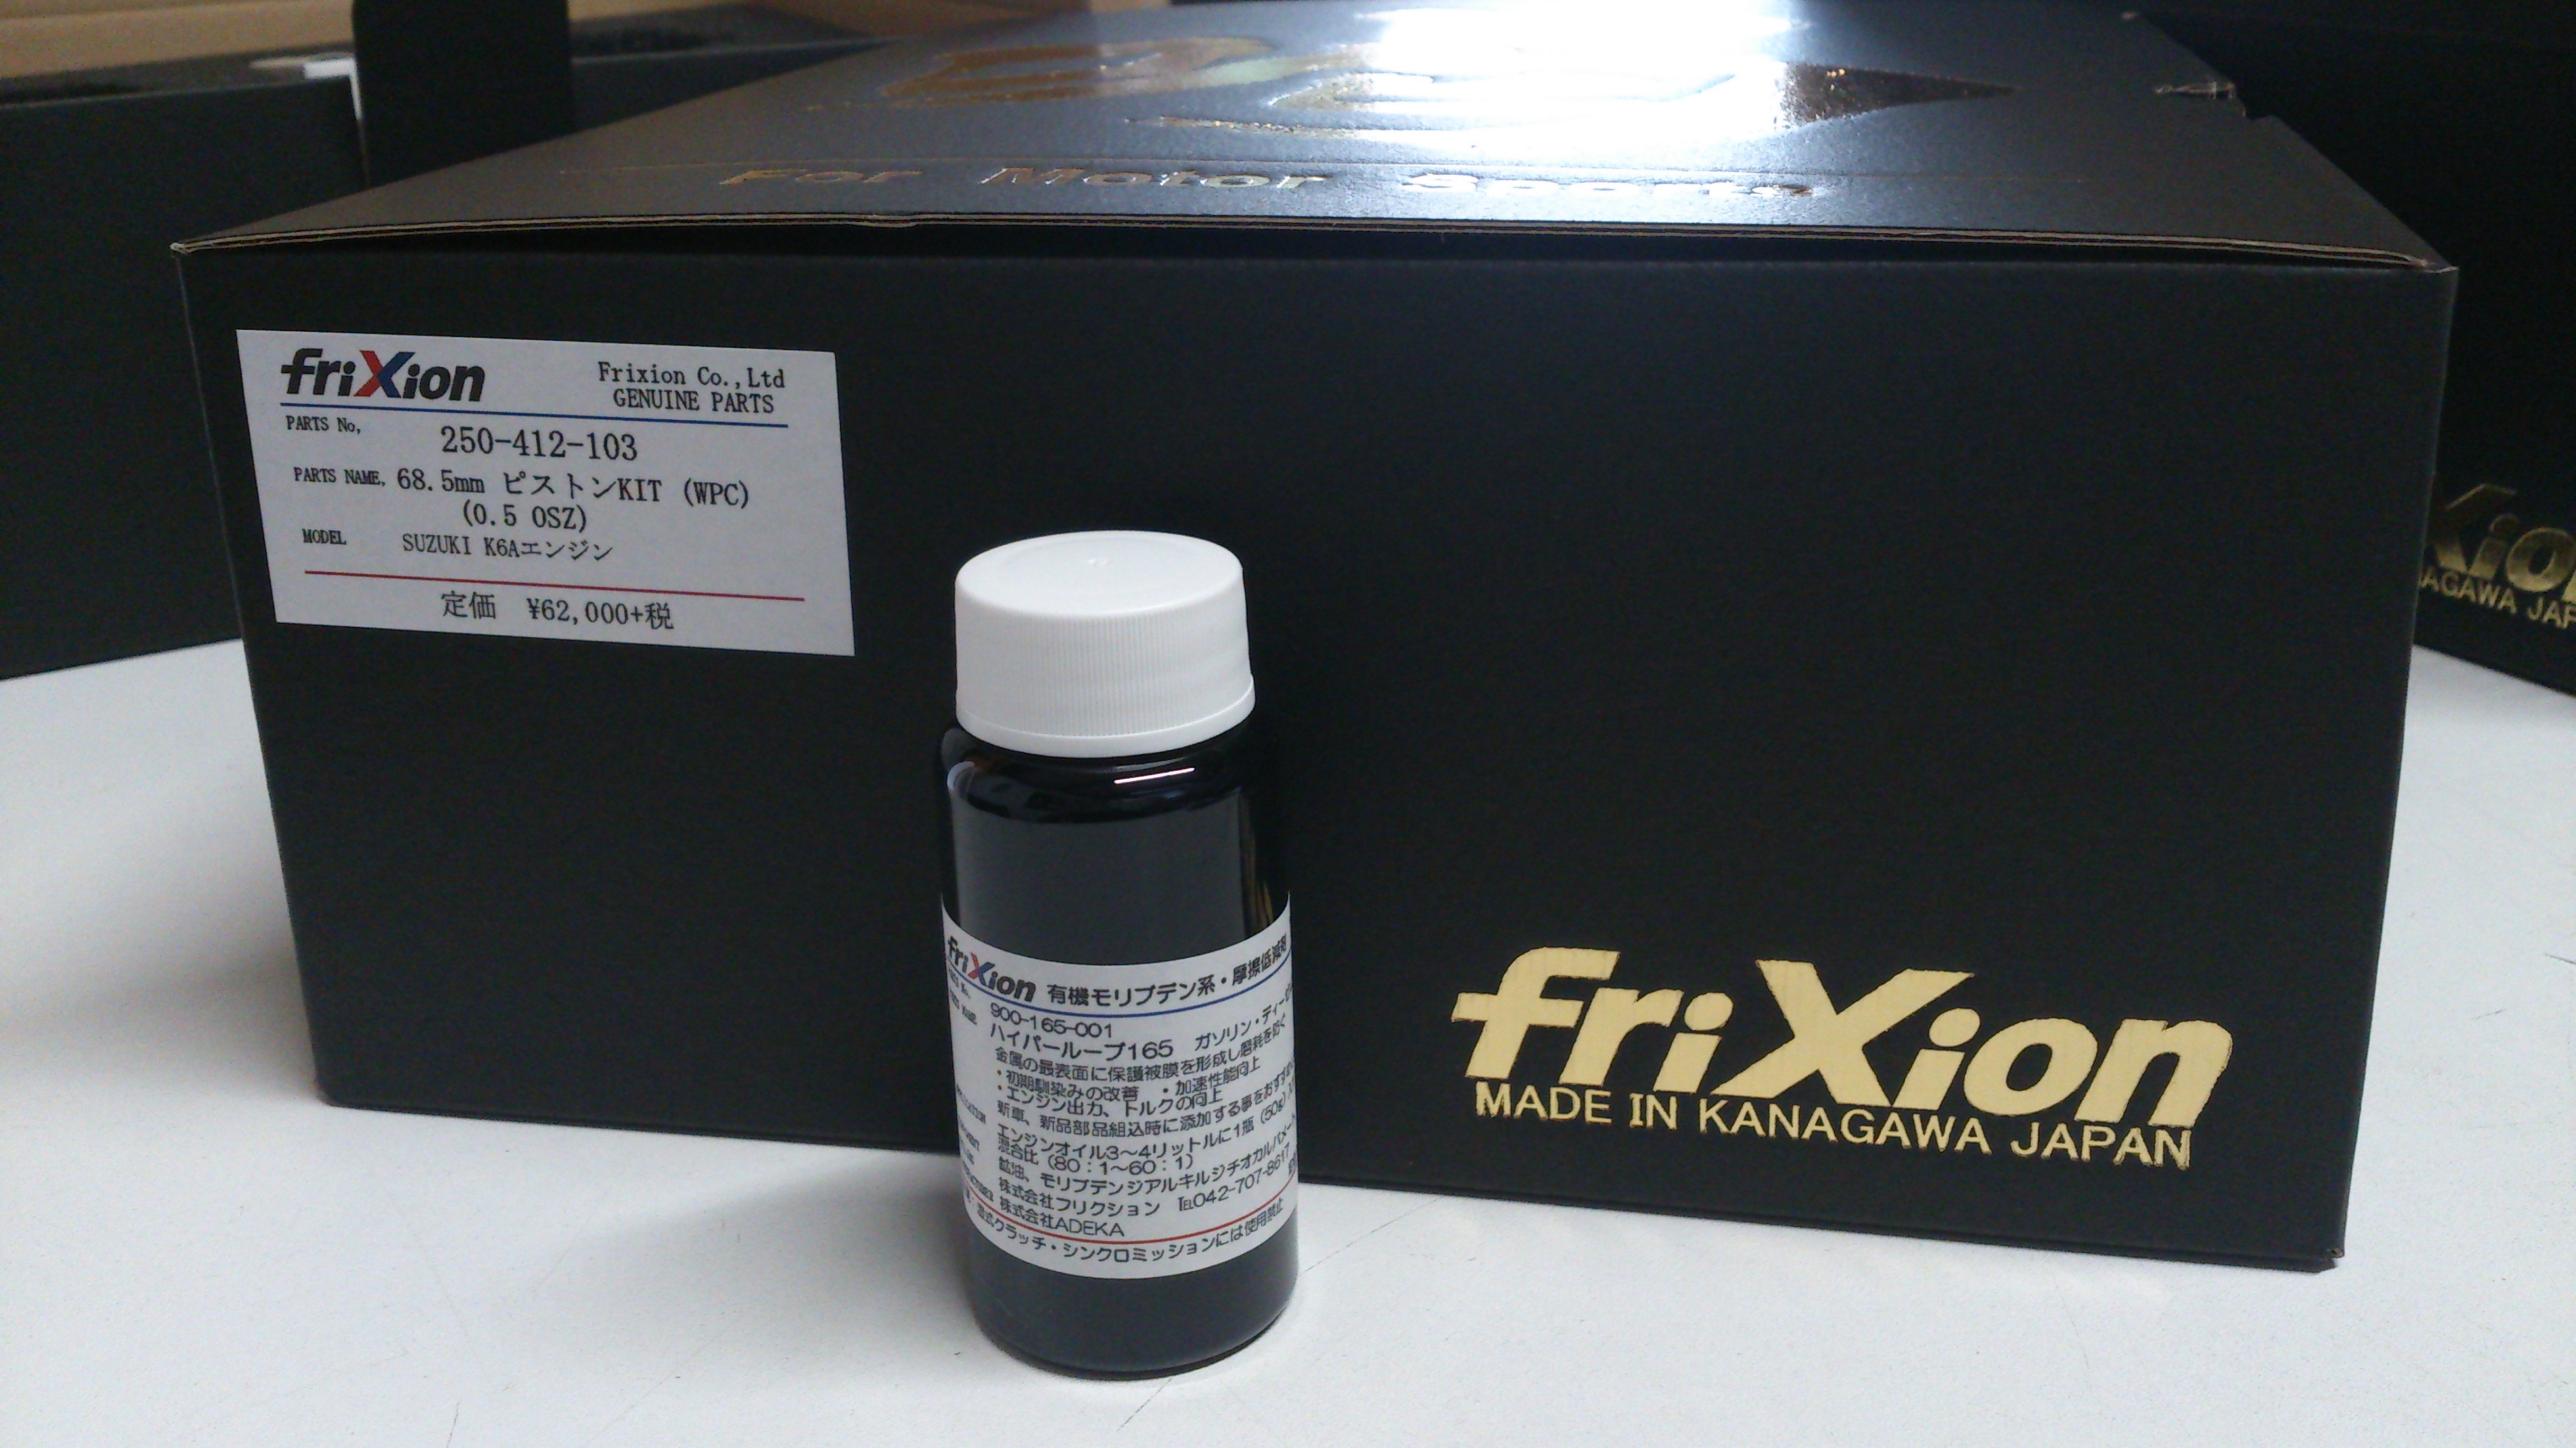 For Motor Sports
friXion
Frixion Co.,Ltd
GENUINE PARTS
PARTS No,
250-412-103
PARTS NAME,
68.5mm ピストンKIT (WPC)
(0.5 OSZ)
MODEL
SUZUKI K6Aエンジン
定価 ¥62,000+税
friXion
MADE IN KANAGAWA JAPAN
friXion 有機モリブデン系・摩擦低減剤
900-165-001
ハイパールーブ165 ガソリン・ディー
金属の最表面に保護被膜を形成し磨耗を防ぐ
・初期馴染みの改善 ・加速性能向上
・エンジン出力、トルクの向上
新車、新品部品組込時に添加する事をおすすめ
エンジンオイル3～4リットルに1瓶 (50g)
混合比 (80：1～60：1)
鉱油、モリブデンジアルキルジチオカルバメート
株式会社フリクション ℡042-707-8617
株式会社ADEKA
湿式クラッチ・シンクロミッションには使用禁止
Xion
AGAWA JAP